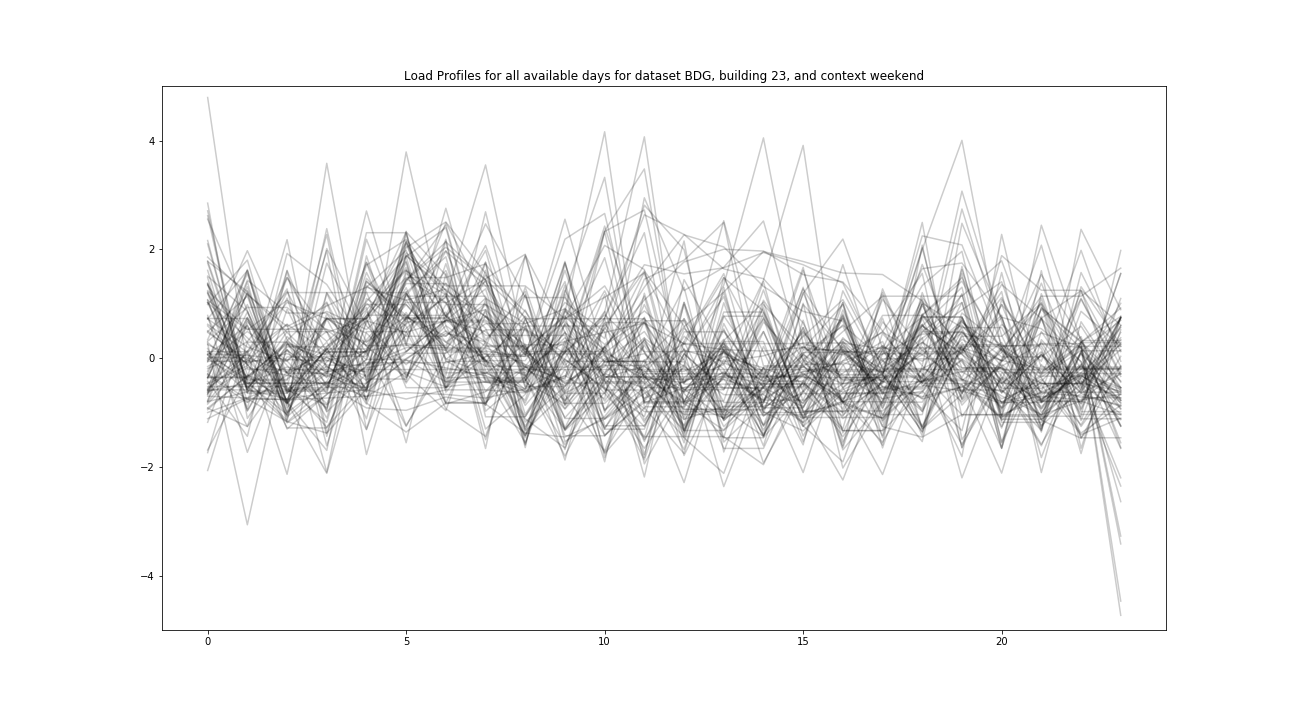 Load Profiles for all available days for dataset BDG, building 23, and context weekend
4
2
0
−2
−4
0 5 10 15 20